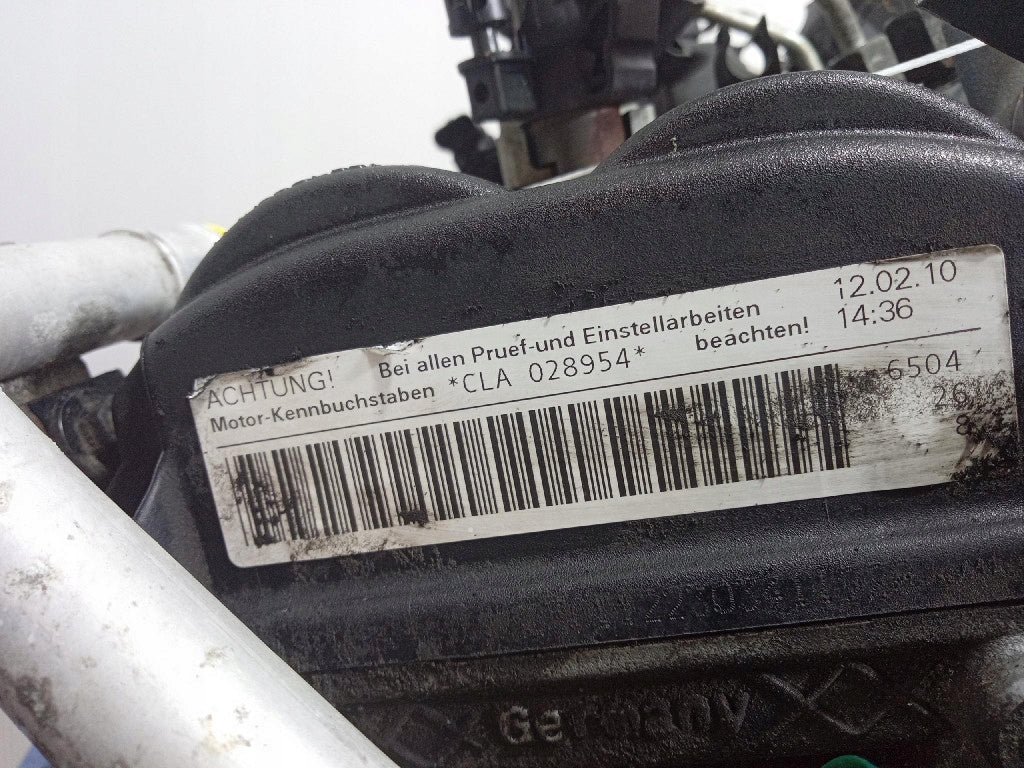 ACHTUNG! Bei allen Pruef-und Einstellarbeiten 12.02.10
Motor-Kennbuchstaben *CLA 028954* beachten! 14:36
6504
26
8
Germany